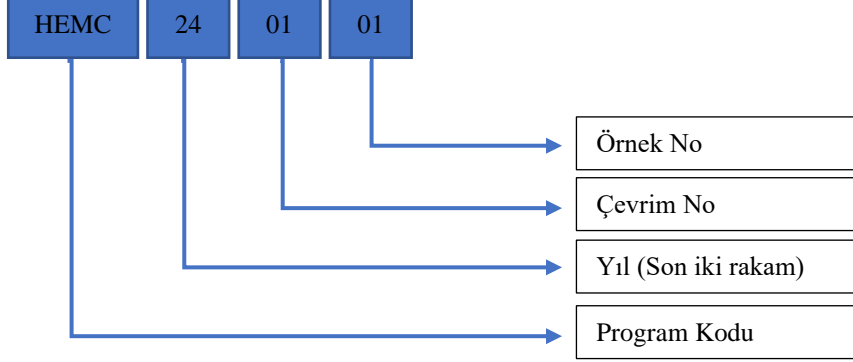 HEMC 24 01 01
Örnek No
Çevrim No
Yıl (Son iki rakam)
Program Kodu